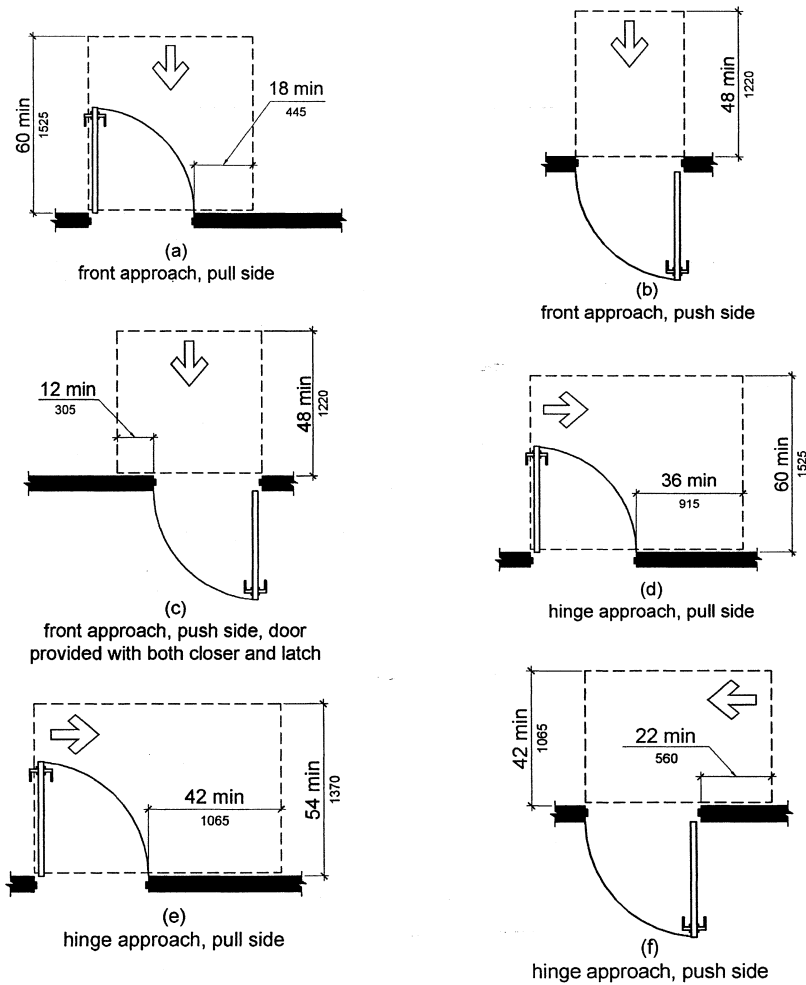 60 min
1525
18 min
445
(a)
front approach, pull side
48 min
1220
(b)
front approach, push side
12 min
305
48 min
1220
(c)
front approach, push side, door
provided with both closer and latch
36 min
915
60 min
1525
(d)
hinge approach, pull side
42 min
1065
54 min
1370
(e)
hinge approach, pull side
42 min
1065
22 min
560
(f)
hinge approach, push side